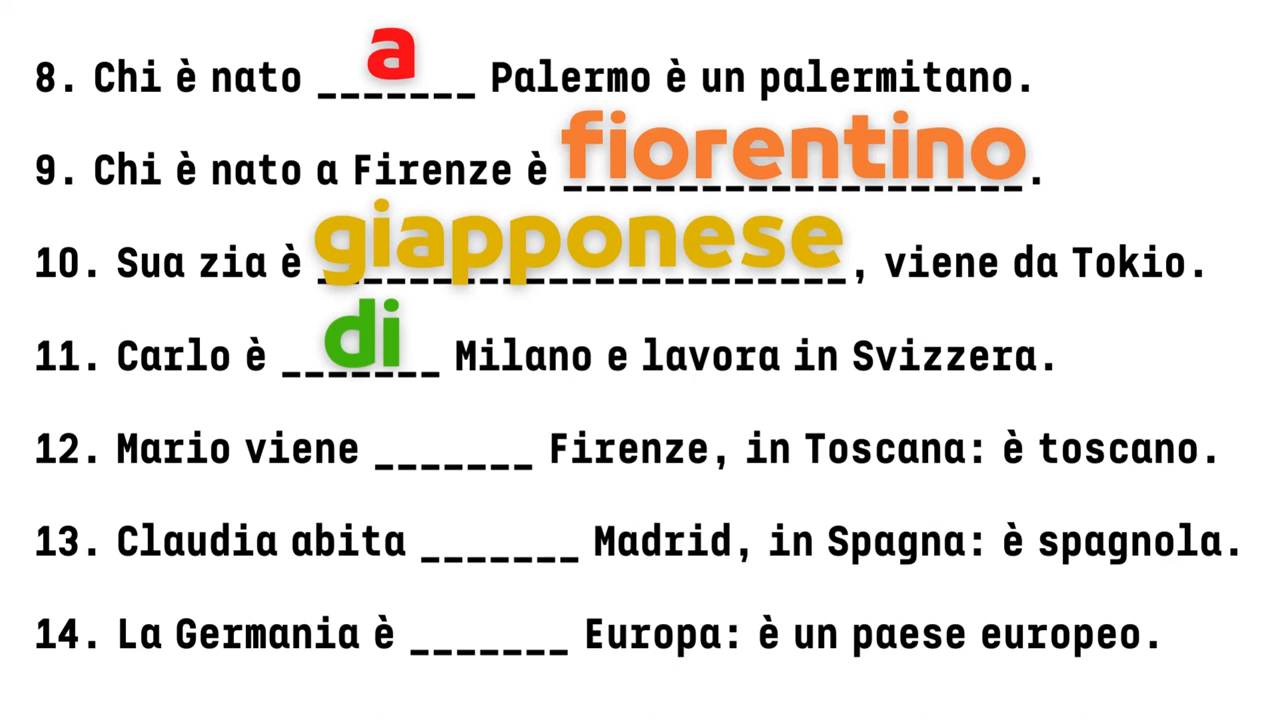 8. Chi è nato a Palermo è un palermitano.
9. Chi è nato a Firenze è fiorentino.
10. Sua zia è giapponese, viene da Tokio.
11. Carlo è di Milano e lavora in Svizzera.
12. Mario viene _______ Firenze, in Toscana: è toscano.
13. Claudia abita _______ Madrid, in Spagna: è spagnola.
14. La Germania è _______ Europa: è un paese europeo.